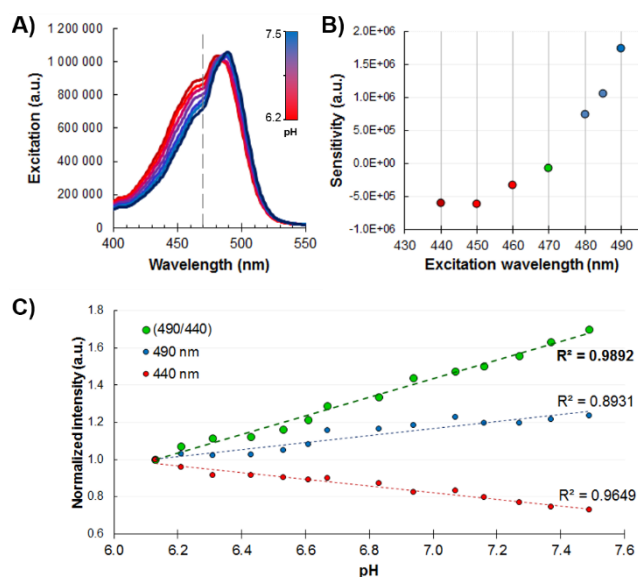 A)
1 200 000
1 000 000
800 000
600 000
400 000
200 000
0
Excitation (a.u.)
400 450 500 550
Wavelength (nm)
7.5
6.2
pH
B)
2.0E+06
1.5E+06
1.0E+06
5.0E+05
0.0E+00
-5.0E+05
-1.0E+06
Sensitivity (a.u.)
430 440 450 460 470 480 490
Excitation wavelength (nm)
C)
1.8
1.6
1.4
1.2
1.0
0.8
0.6
Normalized intensity (a.u.)
(490/440)
490 nm
440 nm
R² = 0.9892
R² = 0.8931
R² = 0.9649
6.0 6.2 6.4 6.6 6.8 7.0 7.2 7.4 7.6
pH